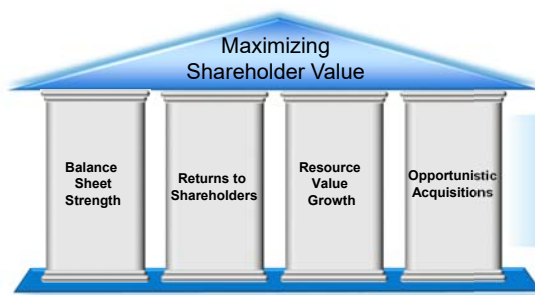 Maximizing
Shareholder Value
Balance
Sheet
Strength
Returns to
Shareholders
Resource
Value
Growth
Opportunistic
Acquisitions